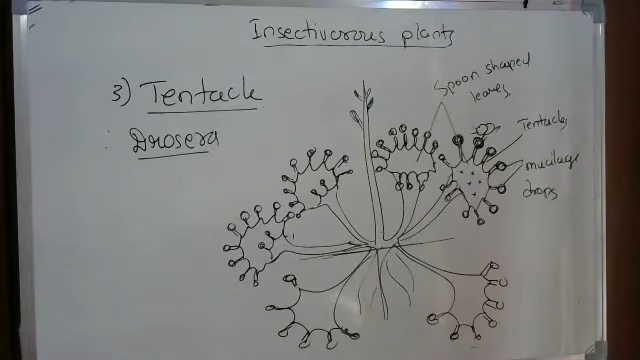 Insectivorous plants
3) Tentacle
Drosera
Spoon shaped
leaves
Tentacles
mucilage
drops